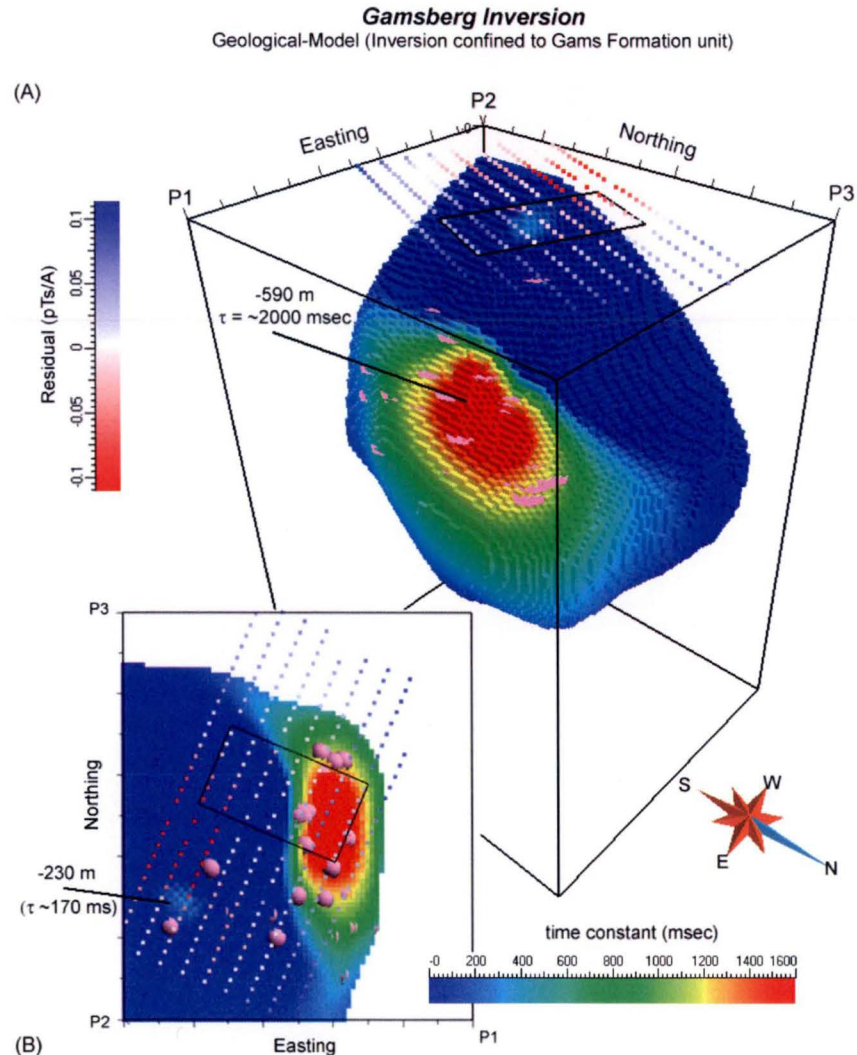 Gamsberg Inversion
Geological-Model (Inversion confined to Gams Formation unit)
(A)
P2
0
Easting
Northing
P1
P3
0.1
0.05
0
-0.05
-0.1
Residual (pTs/A)
-590 m
τ = ~2000 msec
P3
Northing
S
W
E
N
-230 m
(τ ~170 ms)
time constant (msec)
-0 200 400 600 800 1000 1200 1400 1600
P2
P1
(B)
Easting